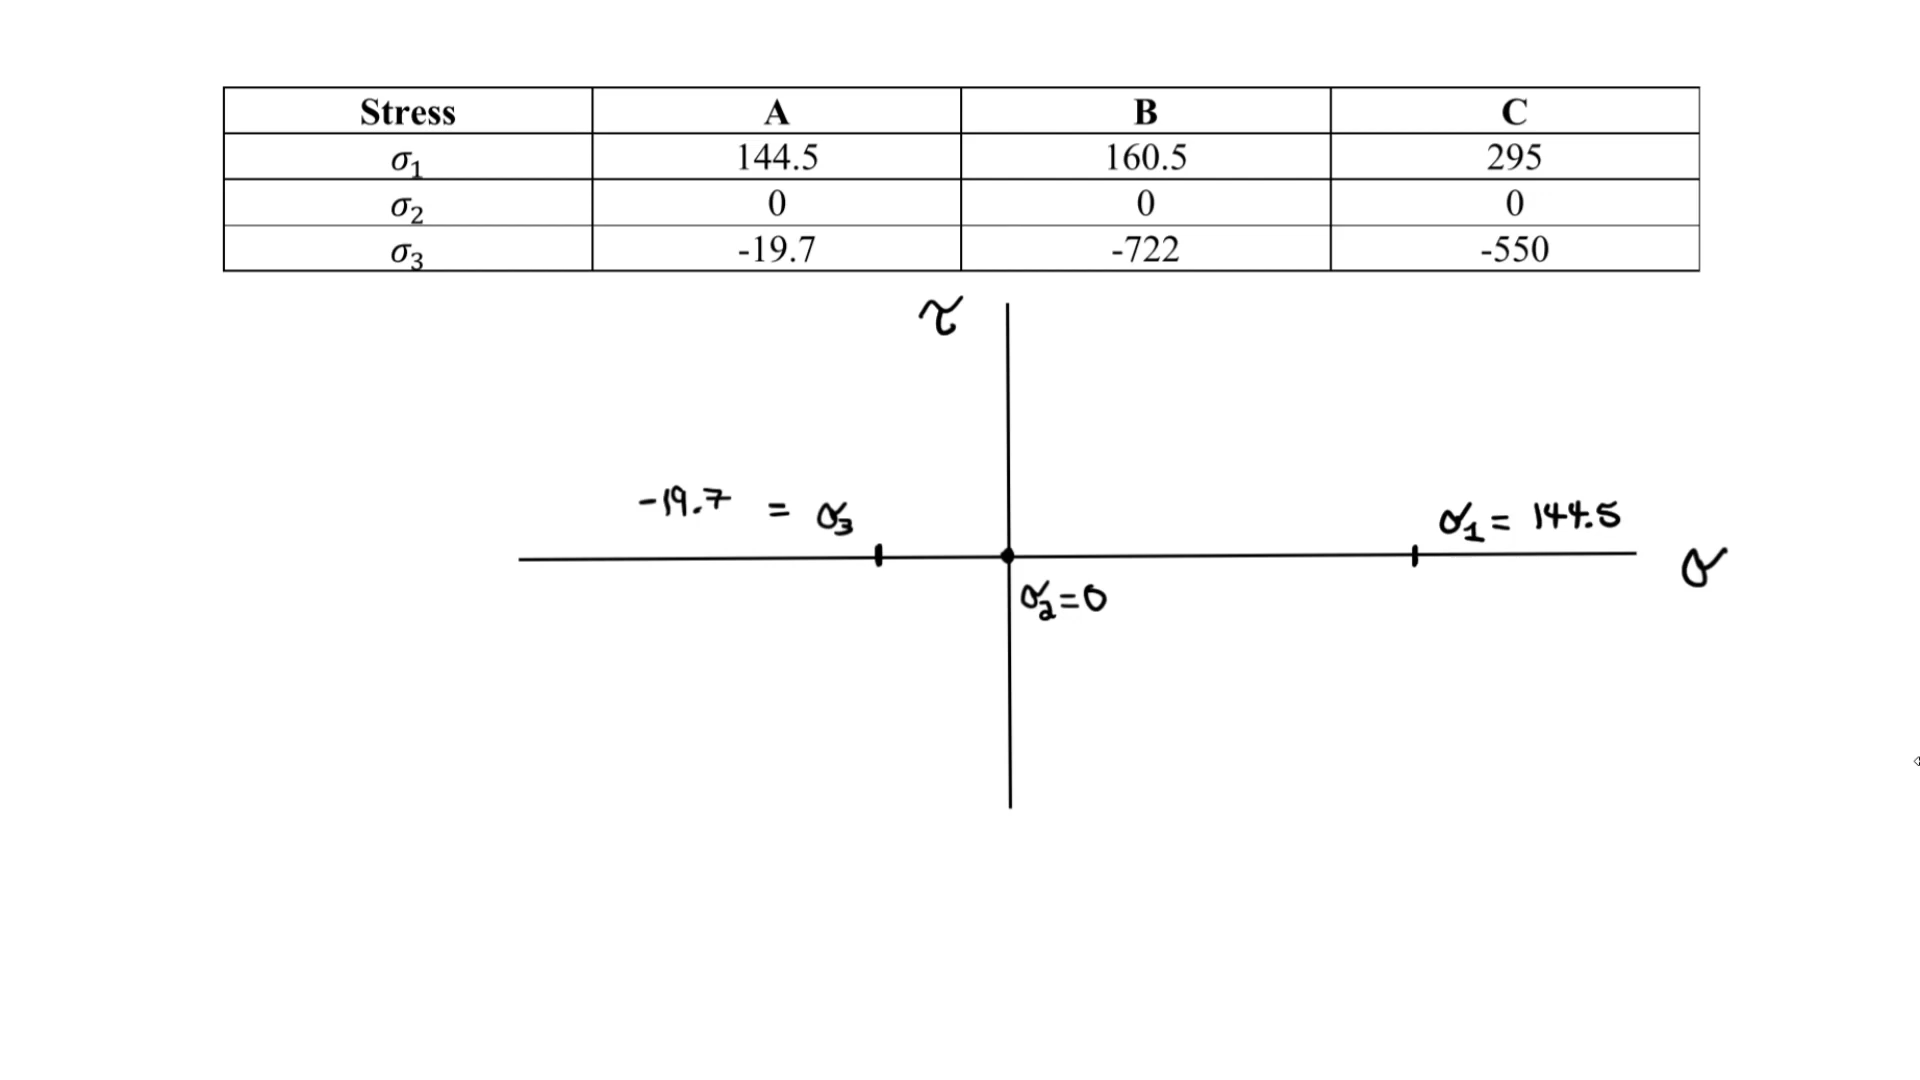 Stress A B C
σ1 144.5 160.5 295
σ2 0 0 0
σ3 -19.7 -722 -550
τ
-19.7 = σ3
σ1 = 144.5
σ
σ2=0